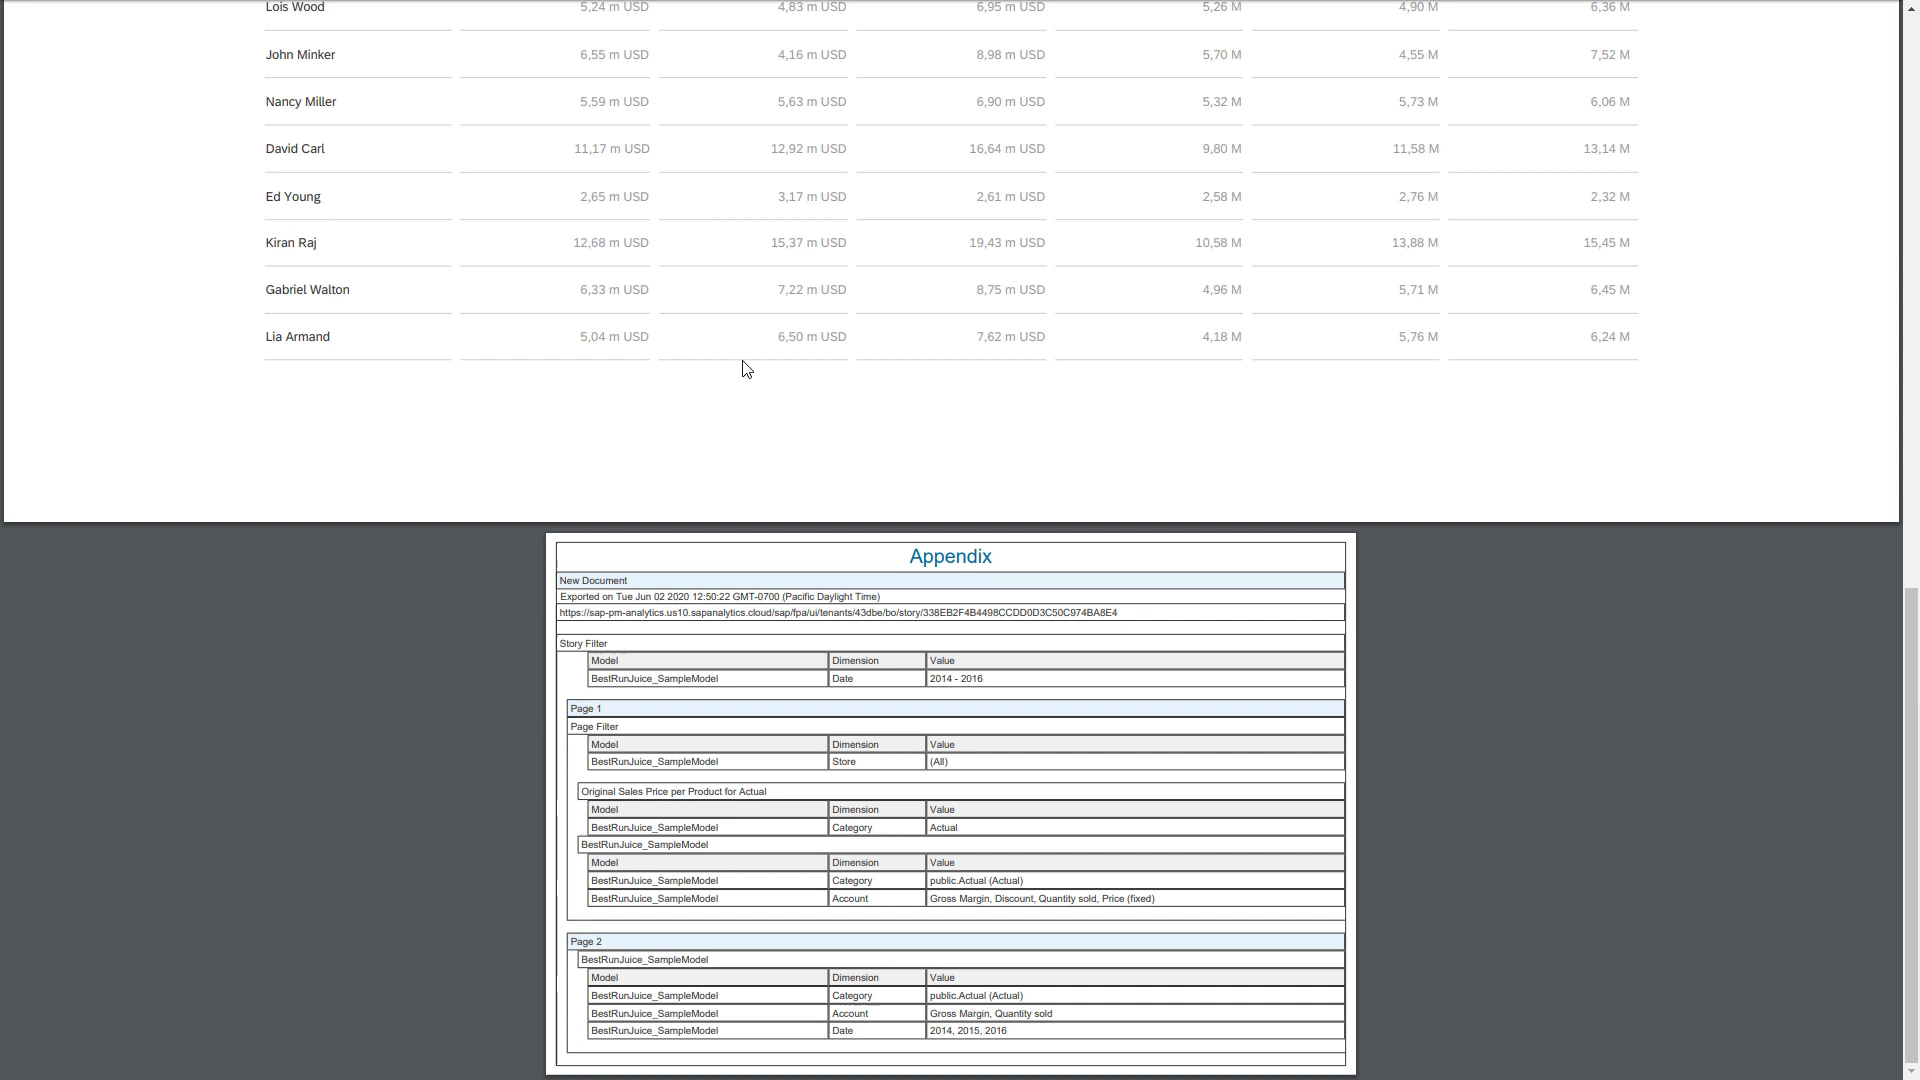 Lois Wood 5,24 m USD 4,83 m USD 6,95 m USD 5,26 M 4,90 M 6,36 M
John Minker 6,55 m USD 4,16 m USD 8,98 m USD 5,70 M 4,55 M 7,52 M
Nancy Miller 5,59 m USD 5,63 m USD 6,90 m USD 5,32 M 5,73 M 6,06 M
David Carl 11,17 m USD 12,92 m USD 16,64 m USD 9,80 M 11,58 M 13,14 M
Ed Young 2,65 m USD 3,17 m USD 2,61 m USD 2,58 M 2,76 M 2,32 M
Kiran Raj 12,68 m USD 15,37 m USD 19,43 m USD 10,58 M 13,88 M 15,45 M
Gabriel Walton 6,33 m USD 7,22 m USD 8,75 m USD 4,96 M 5,71 M 6,45 M
Lia Armand 5,04 m USD 6,50 m USD 7,62 m USD 4,18 M 5,76 M 6,24 M
Appendix
New Document
Exported on Tue Jun 02 2020 12:50:22 GMT-0700 (Pacific Daylight Time)
https://sap-pm-analytics.us10.sapanalytics.cloud/sap/fpa/ui/tenants/43dbe/bo/story/338EB2F4B4498CCDD0D3C50C974BA8E4
Story Filter
Model Dimension Value
BestRunJuice_SampleModel Date 2014 - 2016
Page 1
Page Filter
Model Dimension Value
BestRunJuice_SampleModel Store (All)
Original Sales Price per Product for Actual
Model Dimension Value
BestRunJuice_SampleModel Category Actual
BestRunJuice_SampleModel
Model Dimension Value
BestRunJuice_SampleModel Category public.Actual (Actual)
BestRunJuice_SampleModel Account Gross Margin, Discount, Quantity sold, Price (fixed)
Page 2
BestRunJuice_SampleModel
Model Dimension Value
BestRunJuice_SampleModel Category public.Actual (Actual)
BestRunJuice_SampleModel Account Gross Margin, Quantity sold
BestRunJuice_SampleModel Date 2014, 2015, 2016